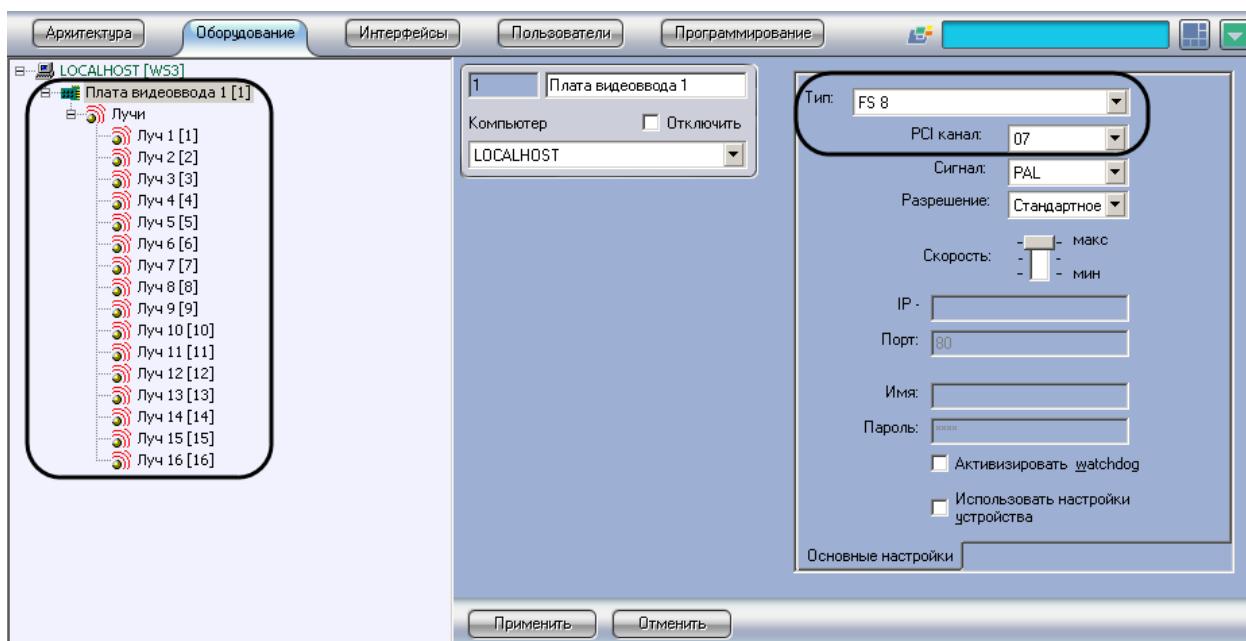 Архитектура
Оборудование
Интерфейсы
Пользователи
Программирование
LOCALHOST [WS3]
Плата видеоввода 1 [1]
Лучи
Луч 1 [1]
Луч 2 [2]
Луч 3 [3]
Луч 4 [4]
Луч 5 [5]
Луч 6 [6]
Луч 7 [7]
Луч 8 [8]
Луч 9 [9]
Луч 10 [10]
Луч 11 [11]
Луч 12 [12]
Луч 13 [13]
Луч 14 [14]
Луч 15 [15]
Луч 16 [16]
1
Плата видеоввода 1
Компьютер
Отключить
LOCALHOST
Тип: FS 8
PCI канал: 07
Сигнал: PAL
Разрешение: Стандартное
Скорость:
макс
мин
IP -
Порт: 80
Имя:
Пароль: ****
Активизировать watchdog
Использовать настройки
устройства
Основные настройки
Применить
Отменить